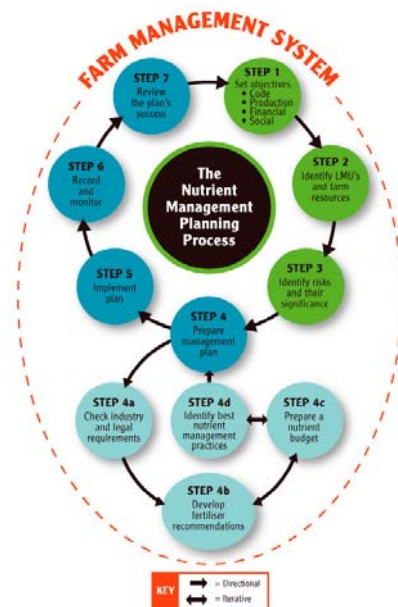 FARM MANAGEMENT SYSTEM
The
Nutrient
Management
Planning
Process
STEP 1
Set objectives
• Code
• Production
• Financial
• Social
STEP 2
Identify LMU's
and farm
resources
STEP 3
Identify risks
and their
significance
STEP 4
Prepare
management
plan
STEP 4a
Check industry
and legal
requirements
STEP 4b
Develop
fertiliser
recommendations
STEP 4c
Prepare a
nutrient
budget
STEP 4d
Identify best
nutrient
management
practices
STEP 5
Implement
plan
STEP 6
Record
and
monitor
STEP 7
Review
the plan's
success
KEY
= Directional
= Iterative